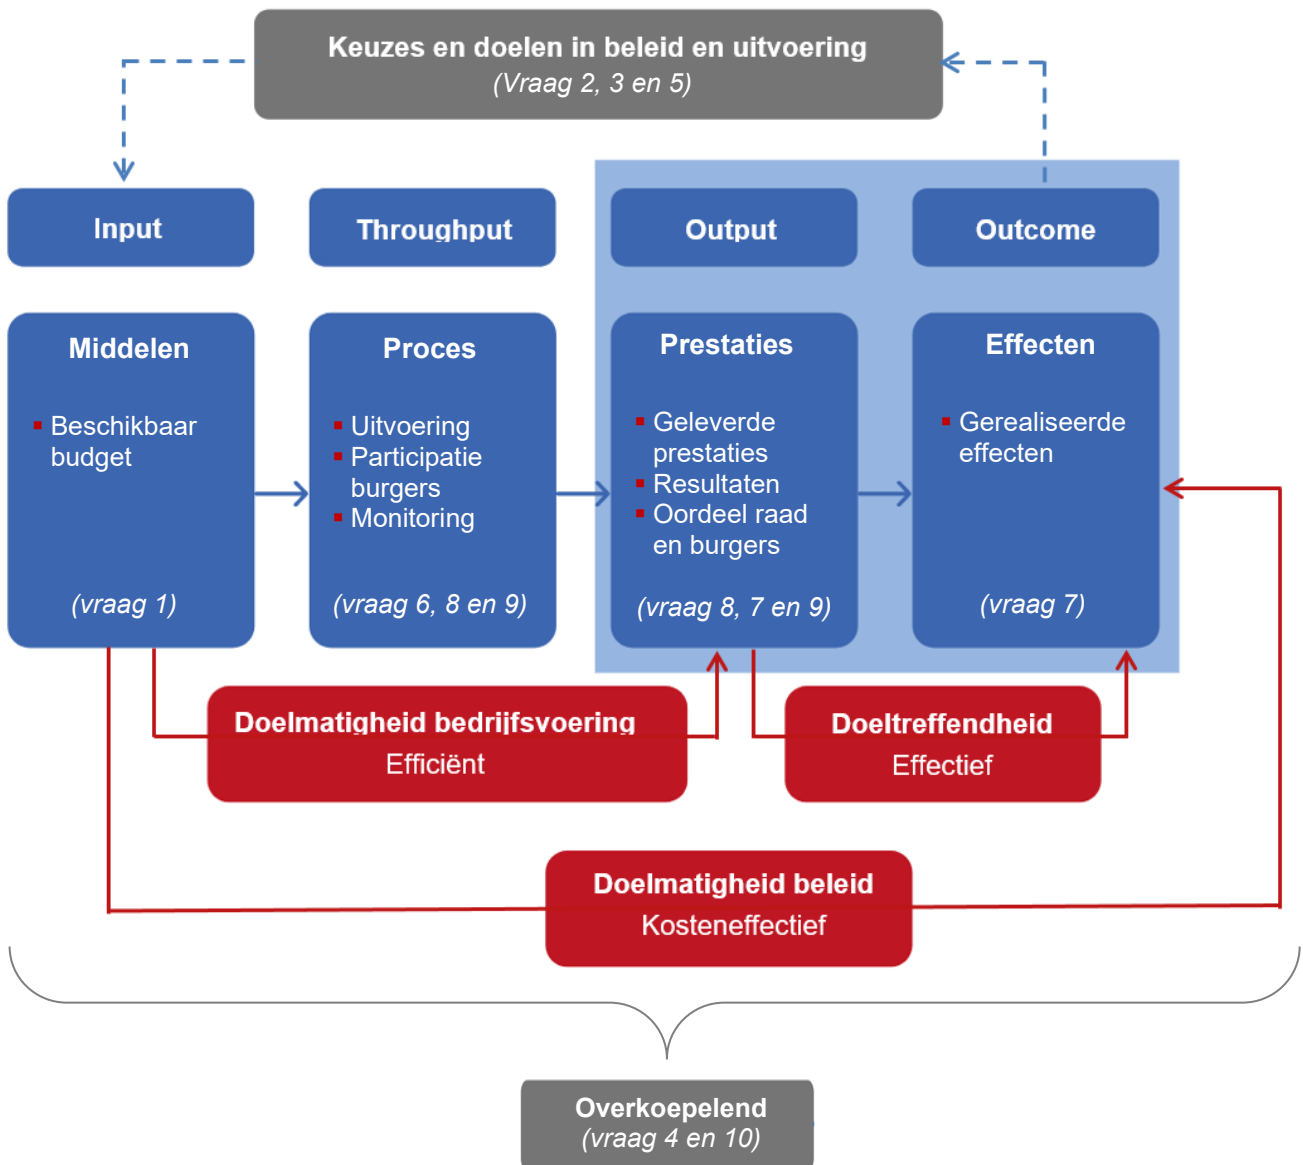 Keuzes en doelen in beleid en uitvoering
(Vraag 2, 3 en 5)
Input
Throughput
Output
Outcome
Middelen
▪ Beschikbaar
budget
(vraag 1)
Proces
▪ Uitvoering
▪ Participatie
burgers
▪ Monitoring
(vraag 6, 8 en 9)
Prestaties
▪ Geleverde
prestaties
▪ Resultaten
▪ Oordeel raad
en burgers
(vraag 8, 7 en 9)
Effecten
▪ Gerealiseerde
effecten
(vraag 7)
Doelmatigheid bedrijfsvoering
Efficiënt
Doeltreffendheid
Effectief
Doelmatigheid beleid
Kosteneffectief
Overkoepelend
(vraag 4 en 10)